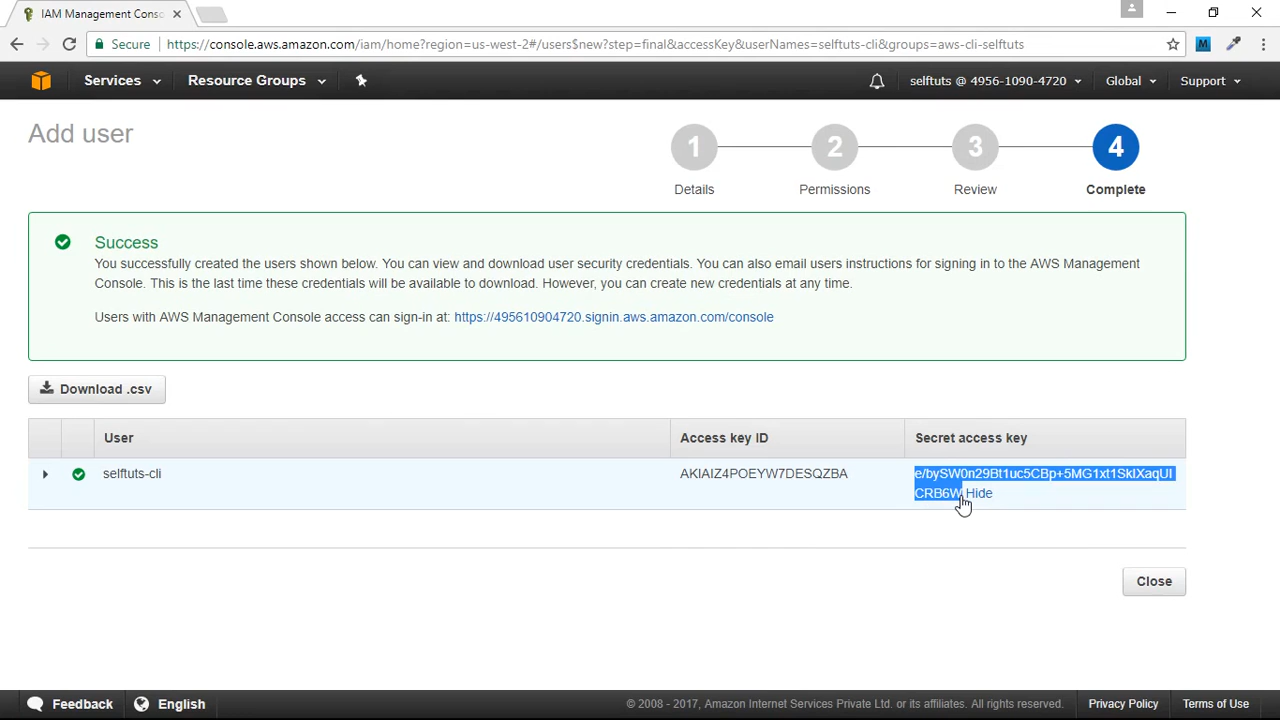 IAM Management Conso
Secure https://console.aws.amazon.com/iam/home?region=us-west-2#/users$new?step=final&accessKey&userNames=selftuts-cli&groups=aws-cli-selftuts
M
Services Resource Groups selftuts @ 4956-1090-4720 Global Support
Add user
1 2 3 4
Details Permissions Review Complete
Success
You successfully created the users shown below. You can view and download user security credentials. You can also email users instructions for signing in to the AWS Management
Console. This is the last time these credentials will be available to download. However, you can create new credentials at any time.
Users with AWS Management Console access can sign-in at: https://495610904720.signin.aws.amazon.com/console
Download .csv
User Access key ID Secret access key
selftuts-cli AKIAIZ4POEYW7DESQZBA
Hide
Close
Feedback English © 2008 - 2017, Amazon Internet Services Private Ltd. or its affiliates. All rights reserved. Privacy Policy Terms of Use